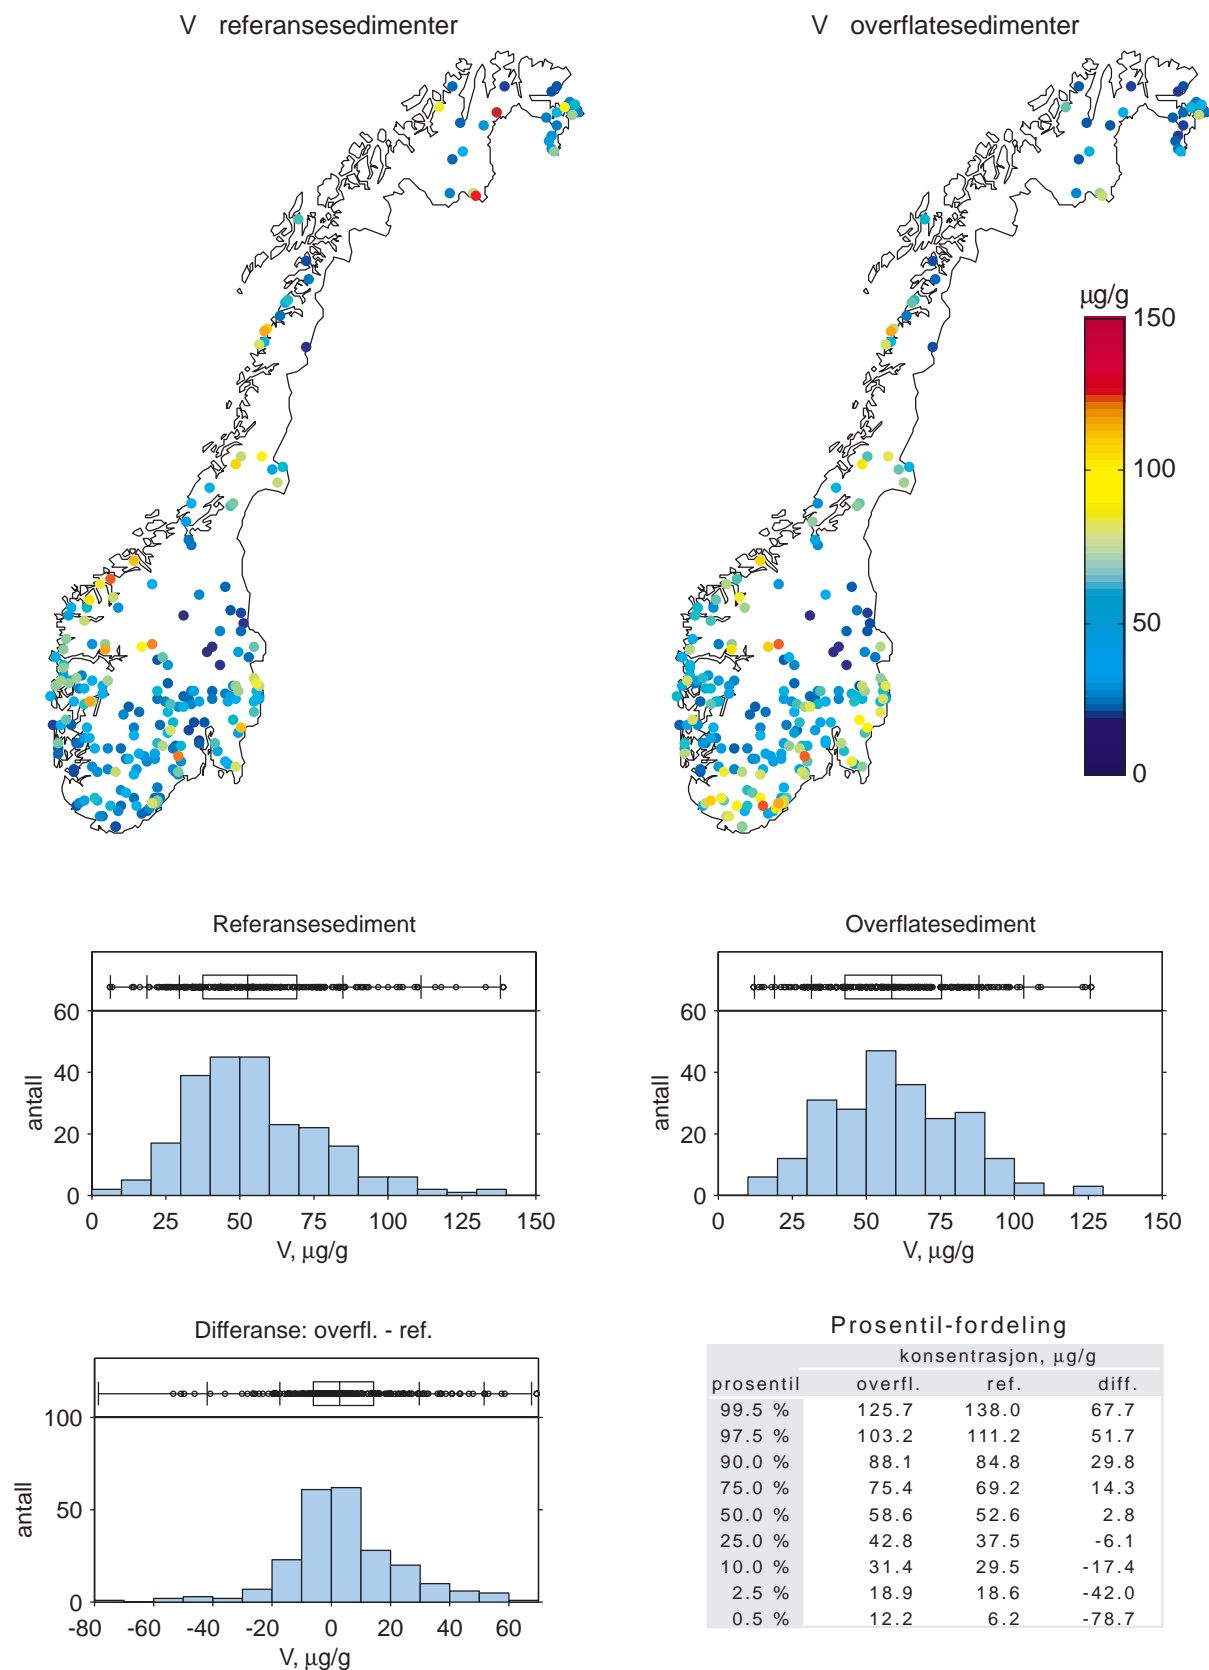 V referansesedimenter
V overflatesedimenter
µg/g
150
100
50
0
Referansesediment
60
40
20
0
antall
0 25 50 75 100 125 150
V, µg/g
Overflatesediment
60
40
20
0
antall
0 25 50 75 100 125 150
V, µg/g
Differanse: overfl. - ref.
100
50
0
antall
-80 -60 -40 -20 0 20 40 60
V, µg/g
Prosentil-fordeling
konsentrasjon, µg/g
prosentil overfl. ref. diff.
99.5 % 125.7 138.0 67.7
97.5 % 103.2 111.2 51.7
90.0 % 88.1 84.8 29.8
75.0 % 75.4 69.2 14.3
50.0 % 58.6 52.6 2.8
25.0 % 42.8 37.5 -6.1
10.0 % 31.4 29.5 -17.4
2.5 % 18.9 18.6 -42.0
0.5 % 12.2 6.2 -78.7